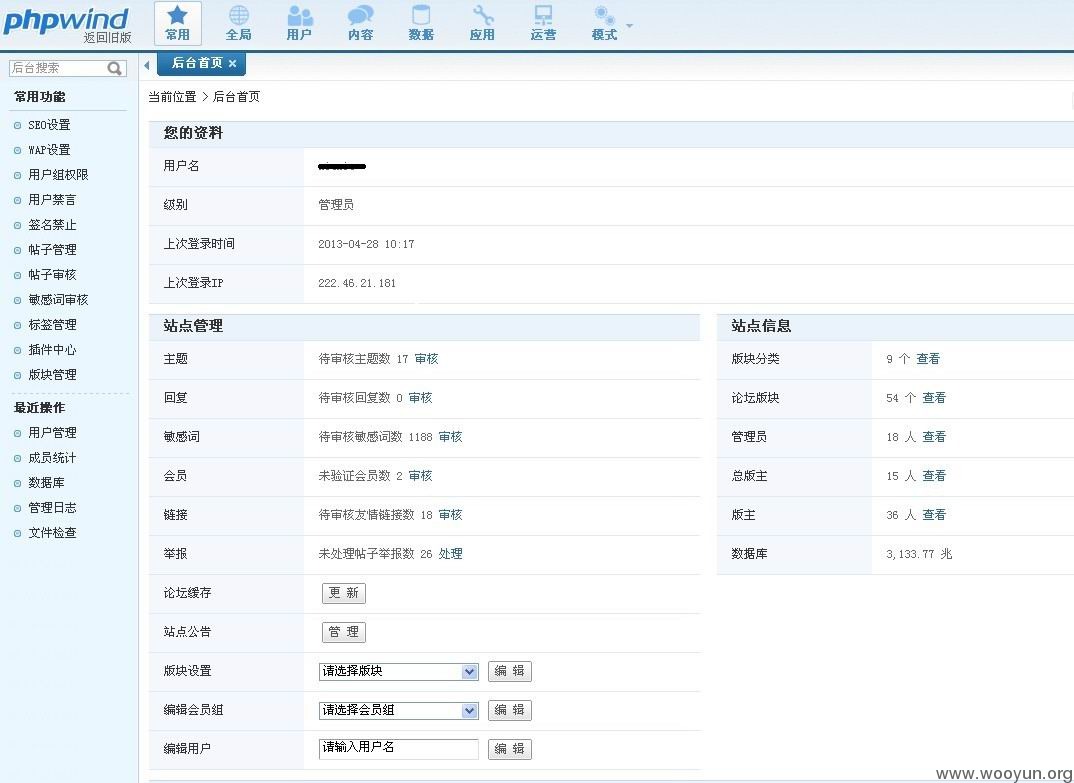 phpwind
返回旧版
常用 全局 用户 内容 数据 应用 运营 模式
后台搜索
后台首页 ×
当前位置 > 后台首页
常用功能
SEO设置
WAP设置
用户组权限
用户禁言
签名禁止
帖子管理
帖子审核
敏感词审核
标签管理
插件中心
版块管理
最近操作
用户管理
成员统计
数据库
管理日志
文件检查
您的资料
用户名
级别 管理员
上次登录时间 2013-04-28 10:17
上次登录IP 222.46.21.181
站点管理
主题 待审核主题数 17 审核
回复 待审核回复数 0 审核
敏感词 待审核敏感词数 1188 审核
会员 未验证会员数 2 审核
链接 待审核友情链接数 18 审核
举报 未处理帖子举报数 26 处理
论坛缓存 更 新
站点公告 管 理
版块设置 请选择版块 编 辑
编辑会员组 请选择会员组 编 辑
编辑用户 请输入用户名 编 辑
站点信息
版块分类 9 个 查看
论坛版块 54 个 查看
管理员 18 人 查看
总版主 15 人 查看
版主 36 人 查看
数据库 3,133.77 兆
www.wooyun.org